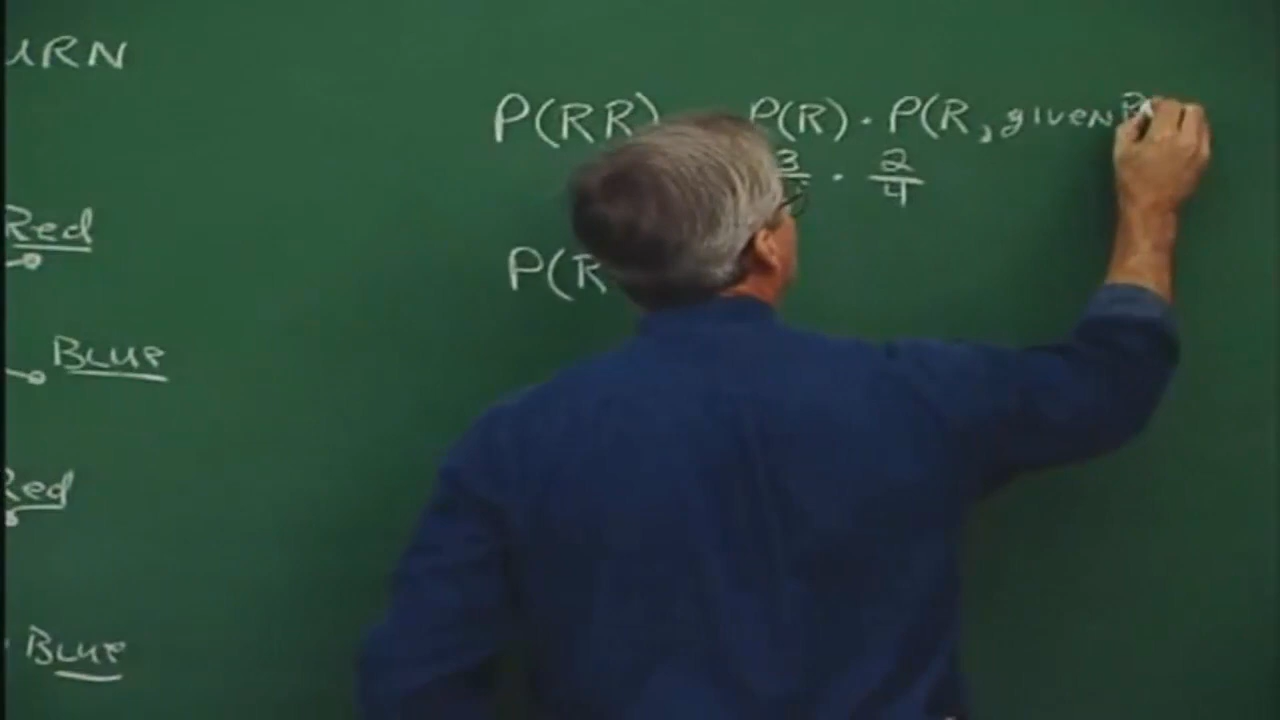 URN
P(RR) P(R) · P(R, given R
3 · 2/4
Red
P(R
Blue
Red
Blue